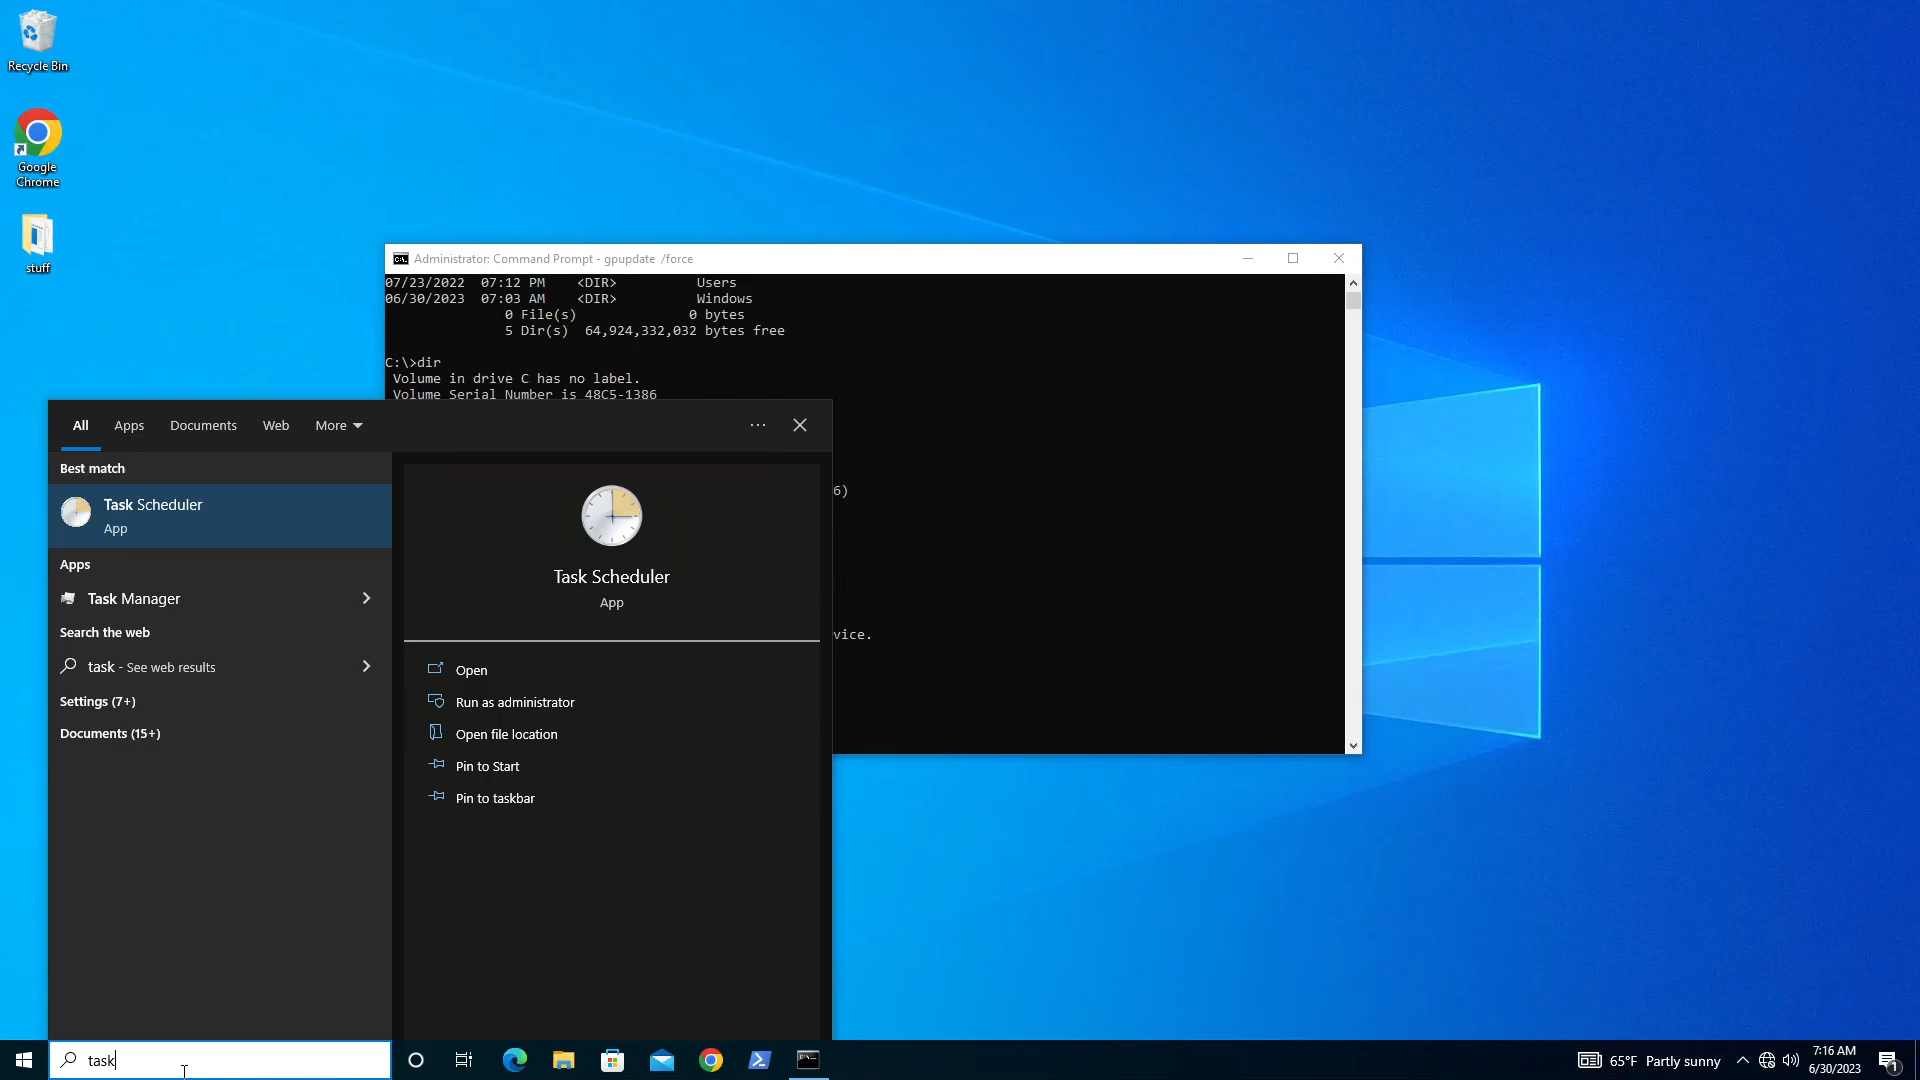 Recycle Bin
Google
Chrome
stuff
Administrator: Command Prompt - gpupdate  /force
07/23/2022  07:12 PM    <DIR>          Users
06/30/2023  07:03 AM    <DIR>          Windows
               0 File(s)              0 bytes
               5 Dir(s)  64,924,332,032 bytes free
C:\>dir
 Volume in drive C has no label.
 Volume Serial Number is 48C5-1386
6)
vice.
All Apps Documents Web More
Best match
Task Scheduler
App
Apps
Task Manager
Search the web
task - See web results
Settings (7+)
Documents (15+)
Task Scheduler
App
Open
Run as administrator
Open file location
Pin to Start
Pin to taskbar
task
65°F Partly sunny
7:16 AM
6/30/2023
1